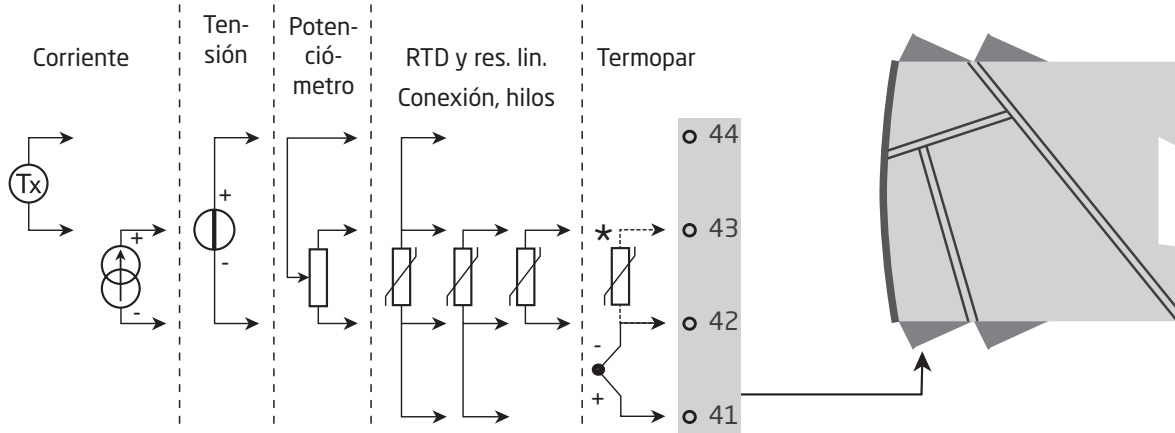 Corriente
Ten-
sión
Poten-
ció-
metro
RTD y res. lin.
Conexión, hilos
Termopar
Tx
+
-
+
-
*
-
+
44
43
42
41